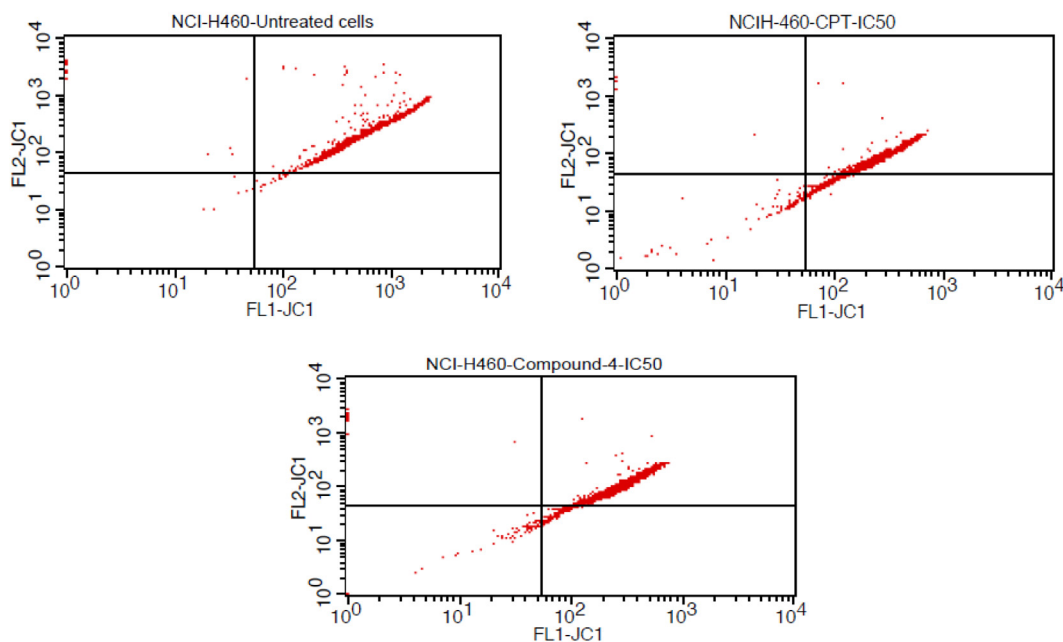 NCI-H460-Untreated cells
FL2-JC1
10^4
10^3
10^2
10^1
10^0
10^0 10^1 10^2 10^3 10^4
FL1-JC1
NCIH-460-CPT-IC50
FL2-JC1
10^4
10^3
10^2
10^1
10^0
10^0 10^1 10^2 10^3 10^4
FL1-JC1
NCI-H460-Compound-4-IC50
FL2-JC1
10^4
10^3
10^2
10^1
10^0
10^0 10^1 10^2 10^3 10^4
FL1-JC1